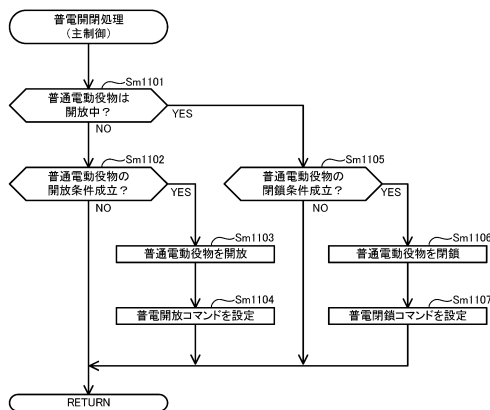 普電開閉処理
（主制御）
Sm1101
普通電動役物は
開放中？
YES
NO
Sm1102
普通電動役物の
開放条件成立？
YES
NO
Sm1105
普通電動役物の
閉鎖条件成立？
YES
NO
Sm1103
普通電動役物を開放
Sm1106
普通電動役物を閉鎖
Sm1104
普電開放コマンドを設定
Sm1107
普電閉鎖コマンドを設定
RETURN